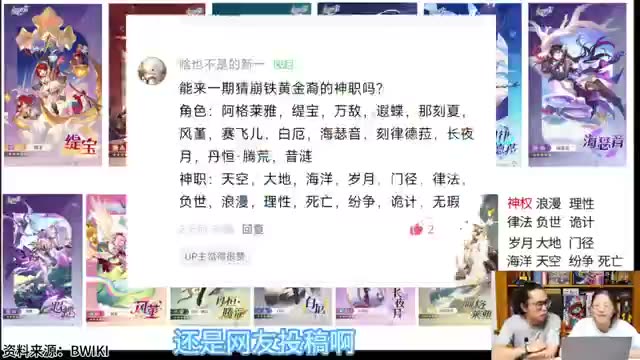 啥也不是的新一
能来一期猜崩铁黄金裔的神职吗?
角色：阿格莱雅，缇宝，万敌，遐蝶，那刻夏，
风堇，赛飞儿，白厄，海瑟音，刻律德菈，长夜
月，丹恒·腾荒，昔涟
神职：天空，大地，海洋，岁月，门径，律法，
负世，浪漫，理性，死亡，纷争，诡计，无瑕
回复
2
UP主觉得很赞
缇宝
海瑟音
神权 浪漫 理性
律法 负世 诡计
岁月 大地 门径
海洋 天空 纷争 死亡
遐蝶
风堇
丹恒
腾荒
白厄
长夜月
资料来源：BWIKI
还是网友投稿啊